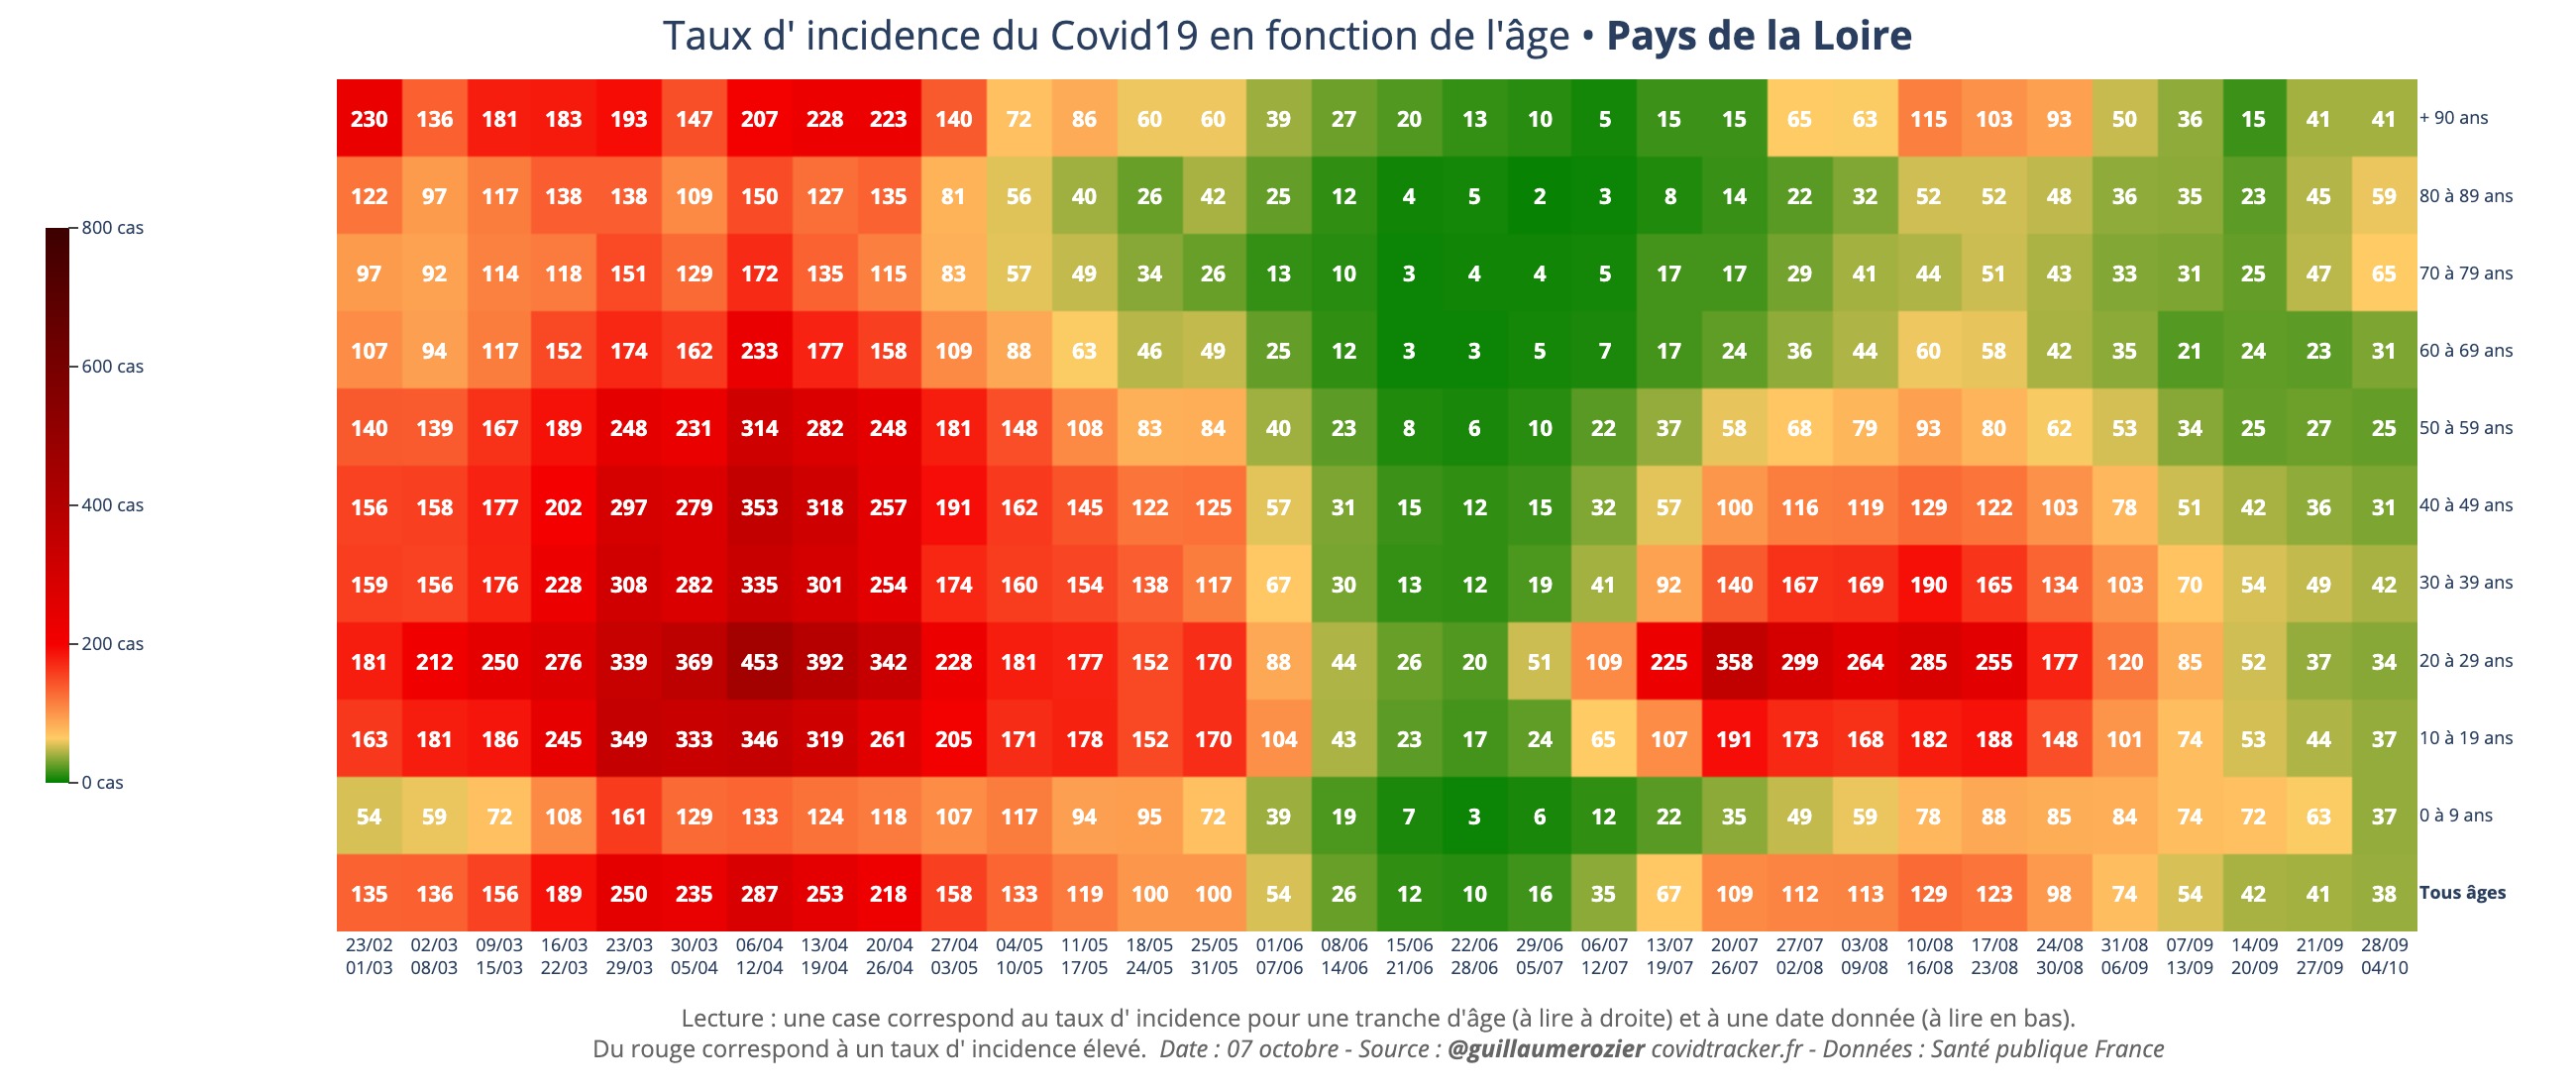 Taux d' incidence du Covid19 en fonction de l'âge • Pays de la Loire
230 136 181 183 193 147 207 228 223 140 72 86 60 60 39 27 20 13 10 5 15 15 65 63 115 103 93 50 36 15 41 41 + 90 ans
122 97 117 138 138 109 150 127 135 81 56 40 26 42 25 12 4 5 2 3 8 14 22 32 52 52 48 36 35 23 45 59 80 à 89 ans
800 cas
97 92 114 118 151 129 172 135 115 83 57 49 34 26 13 10 3 4 4 5 17 17 29 41 44 51 43 33 31 25 47 65 70 à 79 ans
107 94 117 152 174 162 233 177 158 109 88 63 46 49 25 12 3 3 5 7 17 24 36 44 60 58 42 35 21 24 23 31 60 à 69 ans
600 cas
140 139 167 189 248 231 314 282 248 181 148 108 83 84 40 23 8 6 10 22 37 58 68 79 93 80 62 53 34 25 27 25 50 à 59 ans
400 cas
156 158 177 202 297 279 353 318 257 191 162 145 122 125 57 31 15 12 15 32 57 100 116 119 129 122 103 78 51 42 36 31 40 à 49 ans
159 156 176 228 308 282 335 301 254 174 160 154 138 117 67 30 13 12 19 41 92 140 167 169 190 165 134 103 70 54 49 42 30 à 39 ans
200 cas
181 212 250 276 339 369 453 392 342 228 181 177 152 170 88 44 26 20 51 109 225 358 299 264 285 255 177 120 85 52 37 34 20 à 29 ans
163 181 186 245 349 333 346 319 261 205 171 178 152 170 104 43 23 17 24 65 107 191 173 168 182 188 148 101 74 53 44 37 10 à 19 ans
0 cas
54 59 72 108 161 129 133 124 118 107 117 94 95 72 39 19 7 3 6 12 22 35 49 59 78 88 85 84 74 72 63 37 0 à 9 ans
135 136 156 189 250 235 287 253 218 158 133 119 100 100 54 26 12 10 16 35 67 109 112 113 129 123 98 74 54 42 41 38 Tous âges
23/02 02/03 09/03 16/03 23/03 30/03 06/04 13/04 20/04 27/04 04/05 11/05 18/05 25/05 01/06 08/06 15/06 22/06 29/06 06/07 13/07 20/07 27/07 03/08 10/08 17/08 24/08 31/08 07/09 14/09 21/09 28/09
01/03 08/03 15/03 22/03 29/03 05/04 12/04 19/04 26/04 03/05 10/05 17/05 24/05 31/05 07/06 14/06 21/06 28/06 05/07 12/07 19/07 26/07 02/08 09/08 16/08 23/08 30/08 06/09 13/09 20/09 27/09 04/10
Lecture : une case correspond au taux d' incidence pour une tranche d'âge (à lire à droite) et à une date donnée (à lire en bas).
Du rouge correspond à un taux d' incidence élevé. Date : 07 octobre - Source : @guillaumerozier covidtracker.fr - Données : Santé publique France